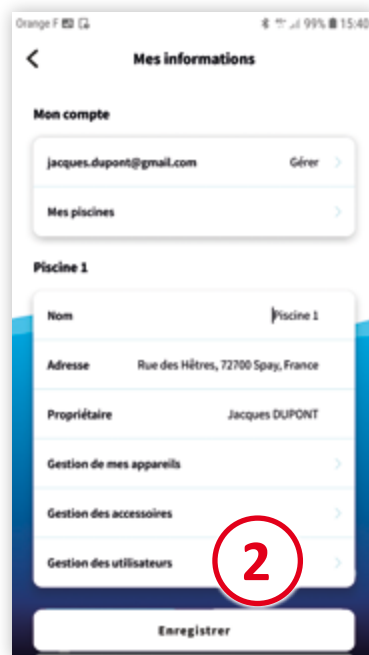 Orange F 99% 15:40
Mes informations
Mon compte
jacques.dupont@gmail.com Gérer
Mes piscines
Piscine 1
Nom Piscine 1
Adresse Rue des Hêtres, 72700 Spay, France
Propriétaire Jacques DUPONT
Gestion de mes appareils
Gestion des accessoires
Gestion des utilisateurs 2
Enregistrer